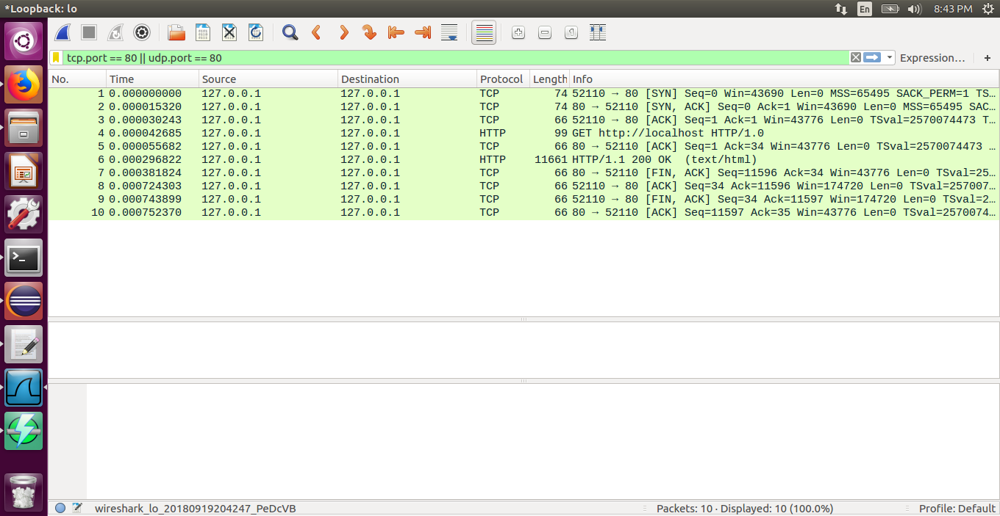 *Loopback: lo En 8:43 PM
tcp.port == 80 || udp.port == 80 Expression… +
No. Time Source Destination Protocol Length Info
1 0.000000000 127.0.0.1 127.0.0.1 TCP 74 52110 → 80 [SYN] Seq=0 Win=43690 Len=0 MSS=65495 SACK_PERM=1 TS…
2 0.000015320 127.0.0.1 127.0.0.1 TCP 74 80 → 52110 [SYN, ACK] Seq=0 Ack=1 Win=43690 Len=0 MSS=65495 SAC…
3 0.000030243 127.0.0.1 127.0.0.1 TCP 66 52110 → 80 [ACK] Seq=1 Ack=1 Win=43776 Len=0 TSval=2570074473 T…
4 0.000042685 127.0.0.1 127.0.0.1 HTTP 99 GET http://localhost HTTP/1.0
5 0.000055682 127.0.0.1 127.0.0.1 TCP 66 80 → 52110 [ACK] Seq=1 Ack=34 Win=43776 Len=0 TSval=2570074473 …
6 0.000296822 127.0.0.1 127.0.0.1 HTTP 11661 HTTP/1.1 200 OK (text/html)
7 0.000381824 127.0.0.1 127.0.0.1 TCP 66 80 → 52110 [FIN, ACK] Seq=11596 Ack=34 Win=43776 Len=0 TSval=25…
8 0.000724303 127.0.0.1 127.0.0.1 TCP 66 52110 → 80 [ACK] Seq=34 Ack=11596 Win=174720 Len=0 TSval=257007…
9 0.000743899 127.0.0.1 127.0.0.1 TCP 66 52110 → 80 [FIN, ACK] Seq=34 Ack=11597 Win=174720 Len=0 TSval=2…
10 0.000752370 127.0.0.1 127.0.0.1 TCP 66 80 → 52110 [ACK] Seq=11597 Ack=35 Win=43776 Len=0 TSval=2570074…
wireshark_lo_20180919204247_PeDcVB Packets: 10 · Displayed: 10 (100.0%) Profile: Default